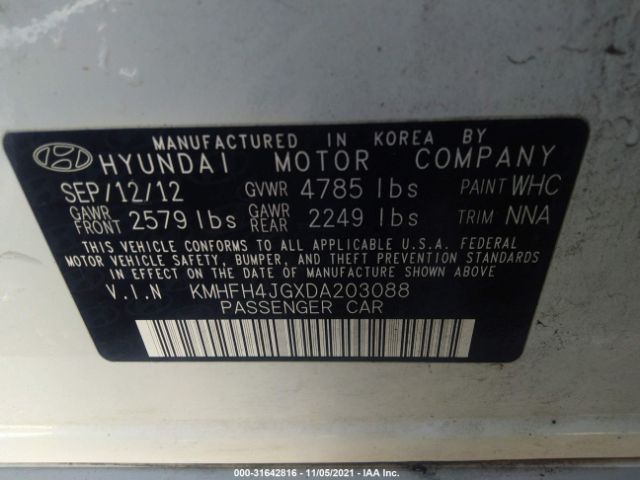 MANUFACTURED IN KOREA BY
HYUNDAI MOTOR COMPANY
SEP/12/12 GVWR 4785 lbs PAINT WHC
GAWR FRONT 2579 lbs GAWR REAR 2249 lbs TRIM NNA
THIS VEHICLE CONFORMS TO ALL APPLICABLE U.S.A. FEDERAL
MOTOR VEHICLE SAFETY, BUMPER, AND THEFT PREVENTION STANDARDS
IN EFFECT ON THE DATE OF MANUFACTURE SHOWN ABOVE
V.I.N KMHFH4JGXDA203088
PASSENGER CAR
000-31642816 - 11/05/2021 - IAA Inc.